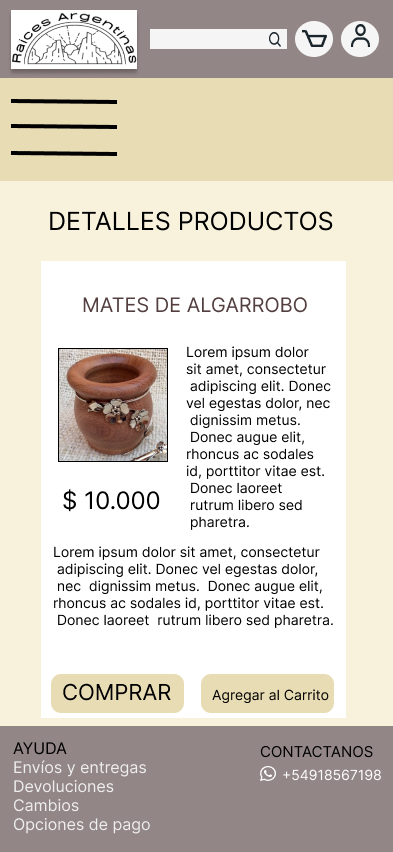 Raices Argentinas
DETALLES PRODUCTOS
MATES DE ALGARROBO
Lorem ipsum dolor
sit amet, consectetur
adipiscing elit. Donec
vel egestas dolor, nec
dignissim metus.
Donec augue elit,
rhoncus ac sodales
id, porttitor vitae est.
Donec laoreet
rutrum libero sed
pharetra.
$ 10.000
Lorem ipsum dolor sit amet, consectetur
adipiscing elit. Donec vel egestas dolor,
nec dignissim metus. Donec augue elit,
rhoncus ac sodales id, porttitor vitae est.
Donec laoreet rutrum libero sed pharetra.
COMPRAR
Agregar al Carrito
AYUDA
Envíos y entregas
Devoluciones
Cambios
Opciones de pago
CONTACTANOS
+54918567198